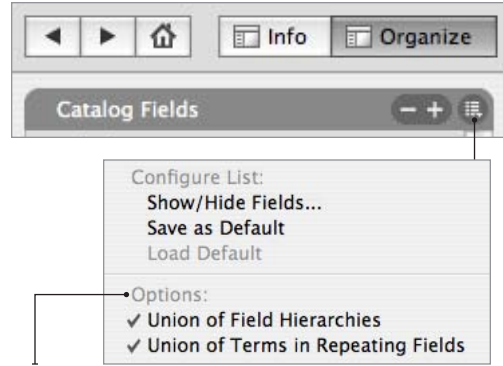 Info
Organize
Catalog Fields
Configure List:
Show/Hide Fields...
Save as Default
Load Default
Options:
✓ Union of Field Hierarchies
✓ Union of Terms in Repeating Fields